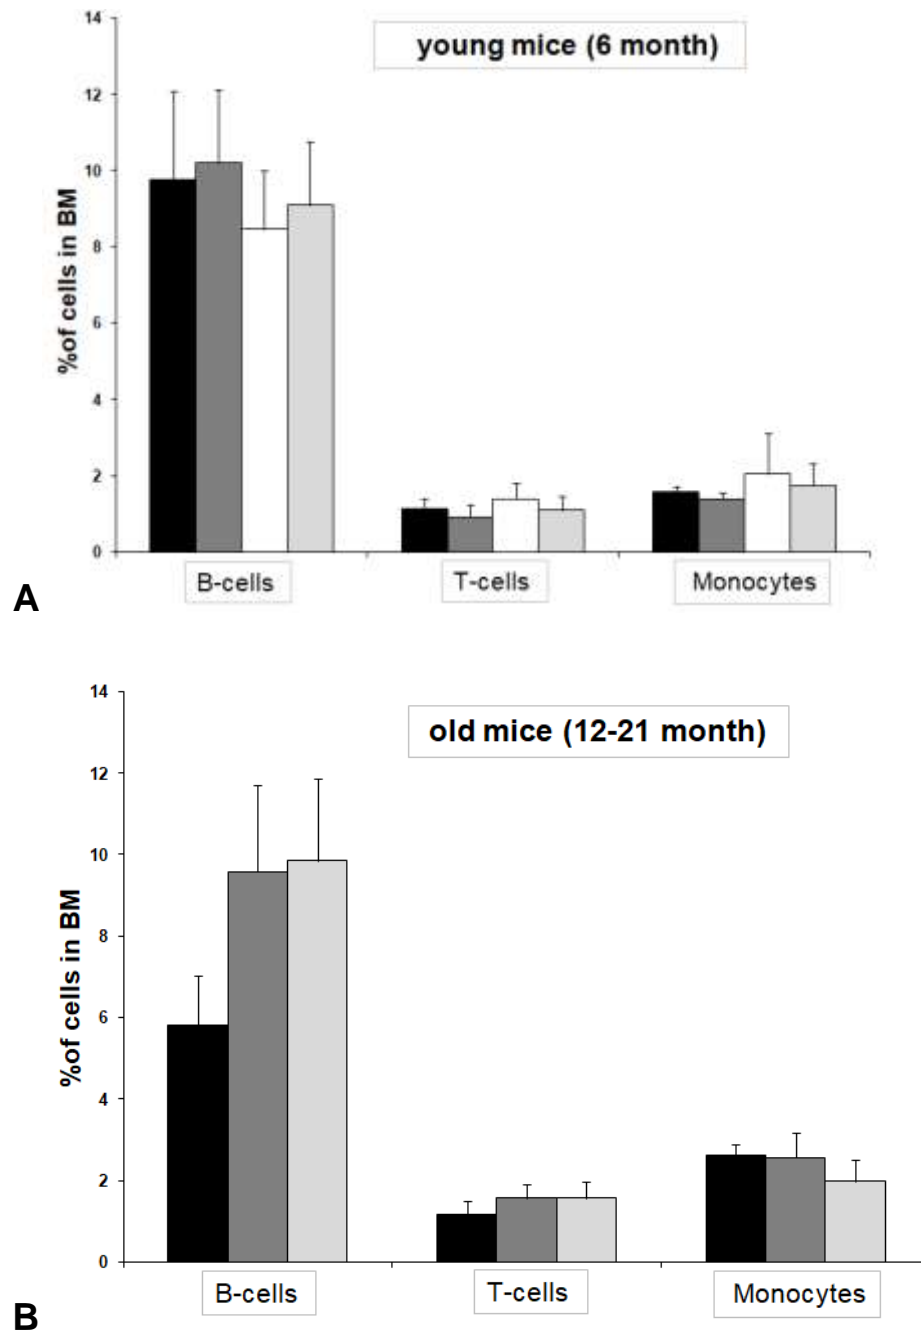 14
young mice (6 month)
12
10
8
6
4
2
0
%of cells in BM
B-cells
T-cells
Monocytes
A
14
old mice (12-21 month)
12
10
8
6
4
2
0
%of cells in BM
B-cells
T-cells
Monocytes
B